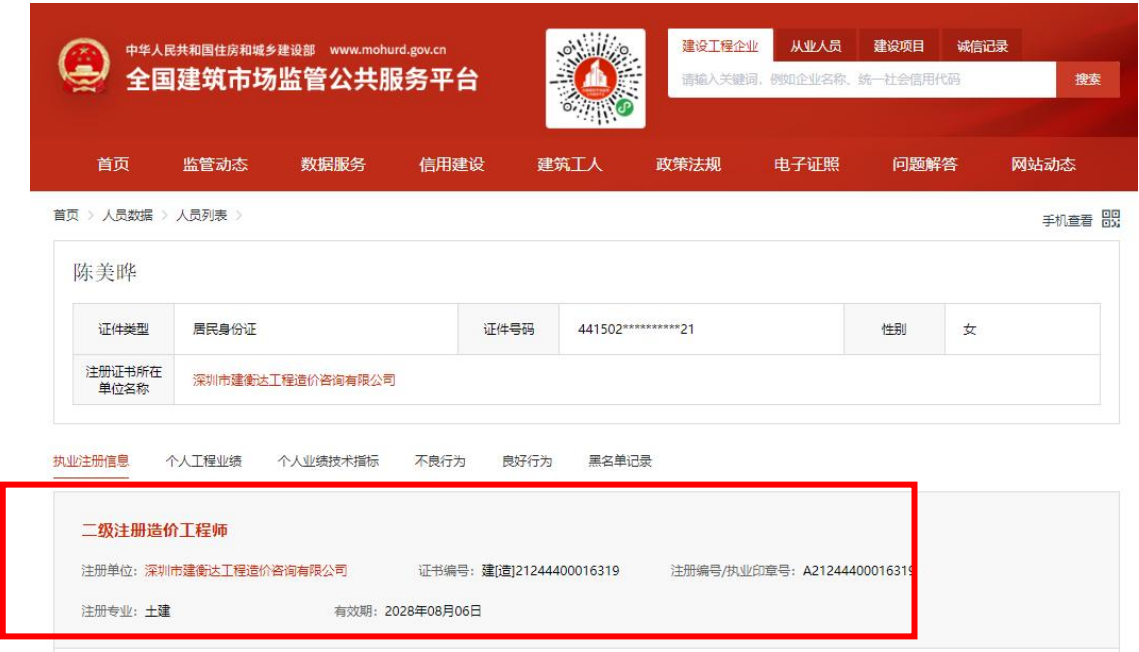 中华人民共和国住房和城乡建设部 www.mohurd.gov.cn
全国建筑市场监管公共服务平台
建设工程企业 从业人员 建设项目 诚信记录
请输入关键词，例如企业名称、统一社会信用代码 搜索
首页 监管动态 数据服务 信用建设 建筑工人 政策法规 电子证照 问题解答 网站动态
首页 > 人员数据 > 人员列表 >
手机查看
陈美晔
证件类型 居民身份证 证件号码 441502**********21 性别 女
注册证书所在
单位名称
深圳市建衡达工程造价咨询有限公司
执业注册信息 个人工程业绩 个人业绩技术指标 不良行为 良好行为 黑名单记录
二级注册造价工程师
注册单位：深圳市建衡达工程造价咨询有限公司 证书编号：建[造]21244400016319 注册编号/执业印章号：A21244400016319
注册专业：土建 有效期：2028年08月06日